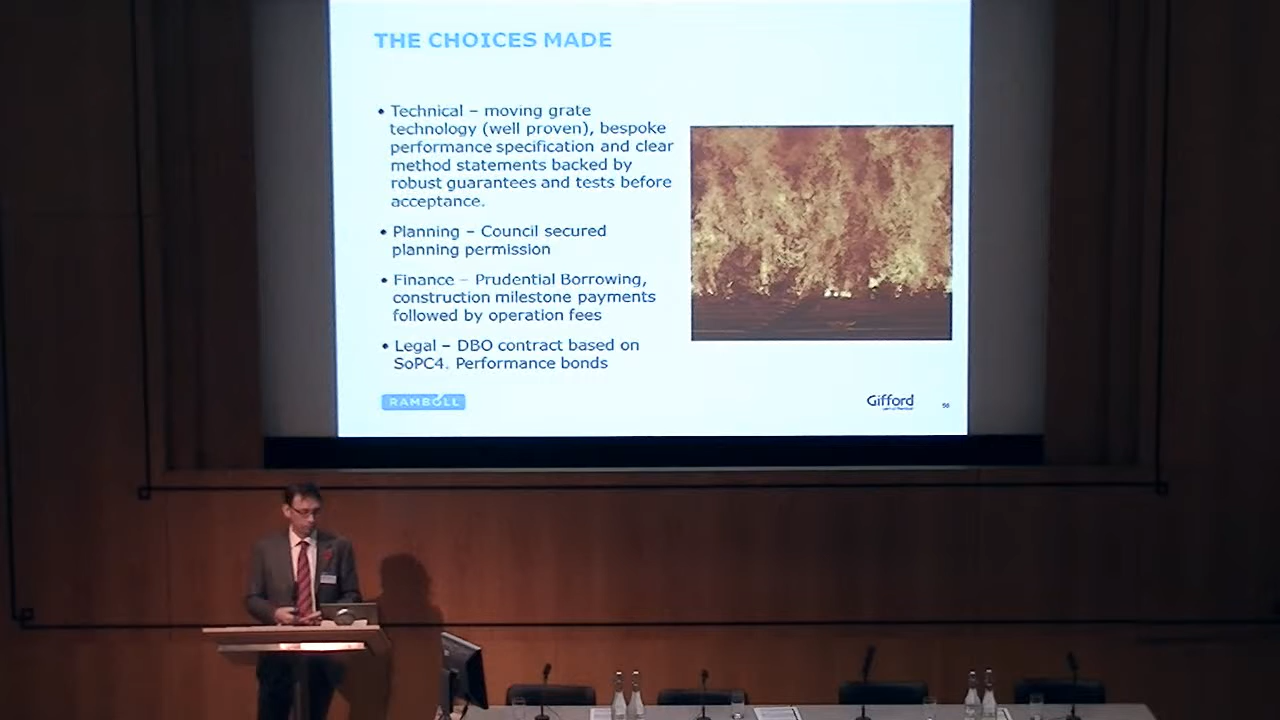 THE CHOICES MADE
• Technical – moving grate
technology (well proven), bespoke
performance specification and clear
method statements backed by
robust guarantees and tests before
acceptance.
• Planning – Council secured
planning permission
• Finance – Prudential Borrowing,
construction milestone payments
followed by operation fees
• Legal – DBO contract based on
SoPC4. Performance bonds
RAMBOLL
Gifford